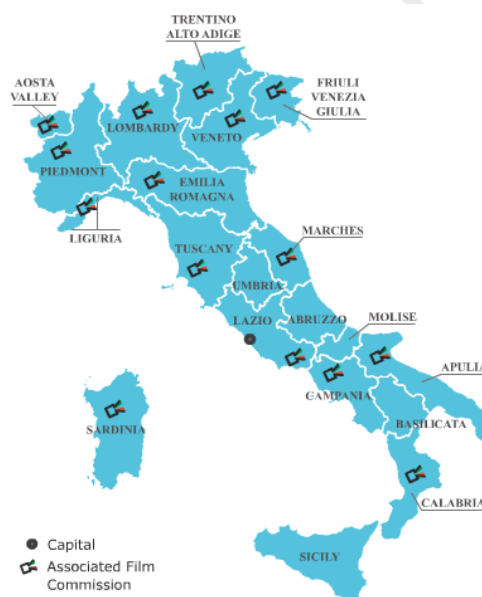 TRENTINO
ALTO ADIGE
AOSTA
VALLEY
FRIULI
VENEZIA
GIULIA
LOMBARDY
VENETO
PIEDMONT
EMILIA
ROMAGNA
LIGURIA
MARCHES
TUSCANY
UMBRIA
LAZIO
ABRUZZO
MOLISE
APULIA
CAMPANIA
BASILICATA
SARDINIA
CALABRIA
SICILY
Capital
Associated Film
Commission